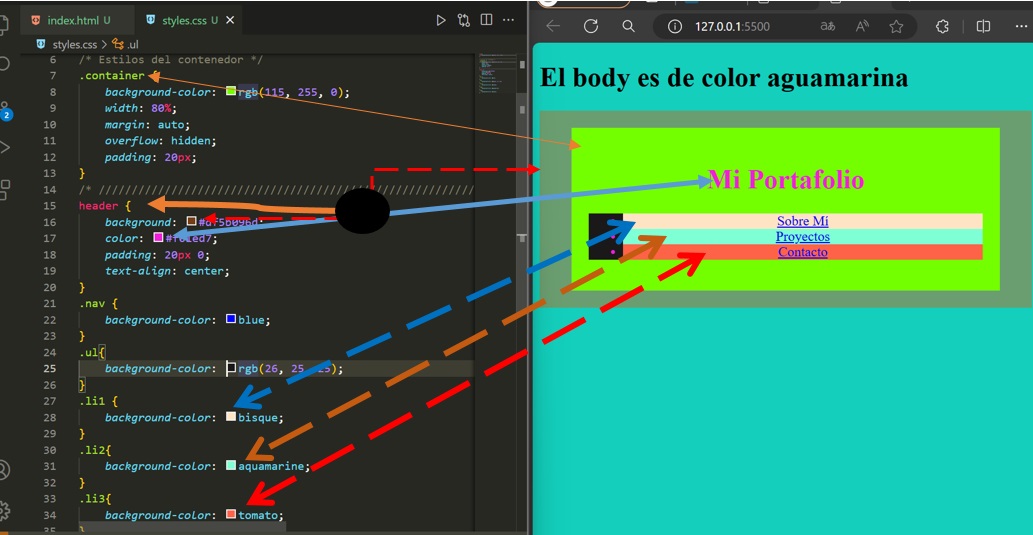 index.html U
styles.css U
styles.css > .ul
127.0.0.1:5500
6 /* Estilos del contenedor */
7 .container {
8 background-color: rgb(115, 255, 0);
9 width: 80%;
10 margin: auto;
11 overflow: hidden;
12 padding: 20px;
13 }
14 /* ////////////////////////////////////////////////////////
15 header {
16 background:
17 color:
18 padding: 20px 0;
19 text-align: center;
20 }
21 .nav {
22 background-color: blue;
23 }
24 .ul{
25 background-color: rgb(26, 25, 25);
26 }
27 .li1 {
28 background-color: bisque;
29 }
30 .li2{
31 background-color: aquamarine;
32 }
33 .li3{
34 background-color: tomato;
35 }
2
El body es de color aguamarina
Mi Portafolio
Sobre Mí
Proyectos
Contacto